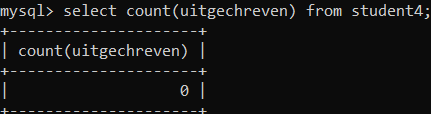 mysql> select count(uitgechreven) from student4;
+---------------------+
| count(uitgechreven) |
+---------------------+
|                   0 |
+---------------------+